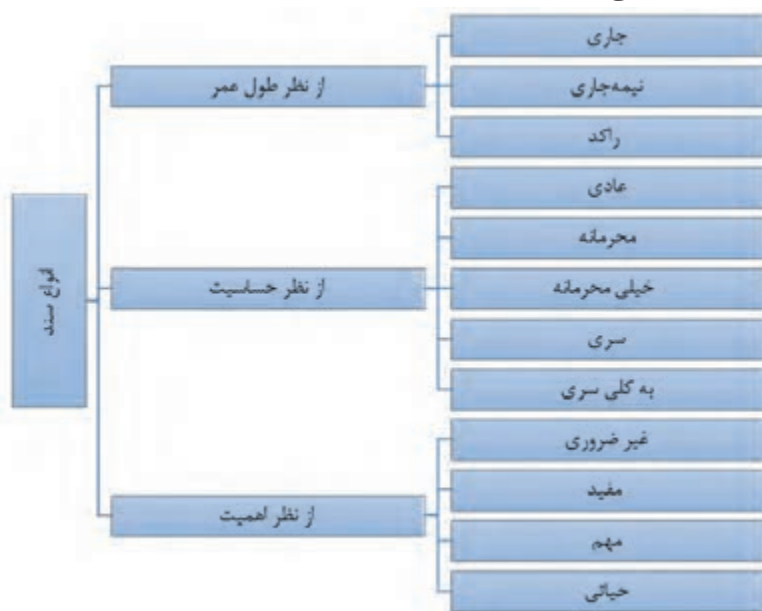 انواع سند
از نظر طول عمر
جاری
نیمه‌جاری
راکد
از نظر حساسیت
عادی
محرمانه
خیلی محرمانه
سری
به کلی سری
از نظر اهمیت
غیر ضروری
مفید
مهم
حیاتی